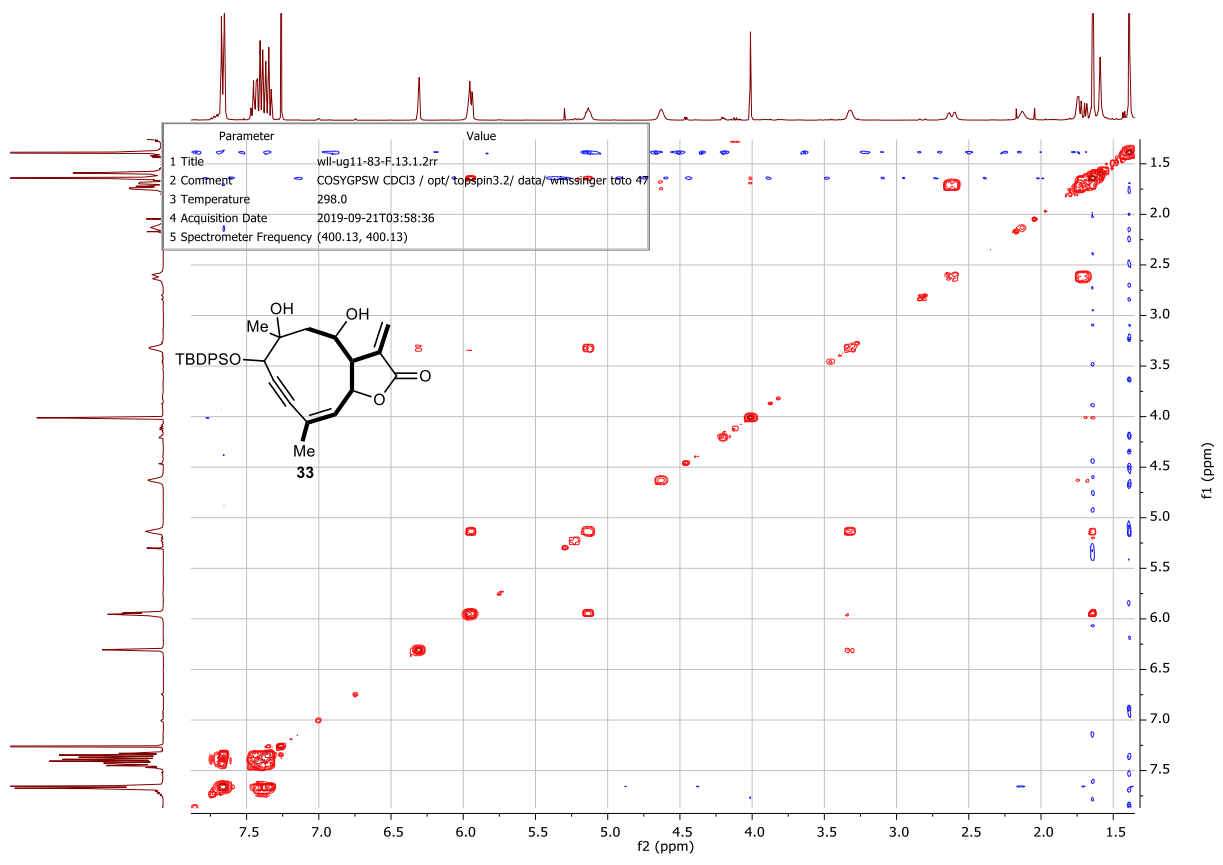 Parameter Value
1 Title wll-ug11-83-F.13.1.2rr
2 Comment COSYGPSW CDCl3 / opt/ topspin3.2/ data/ winssinger toto 47
3 Temperature 298.0
4 Acquisition Date 2019-09-21T03:58:36
5 Spectrometer Frequency (400.13, 400.13)
OH
Me
OH
TBDPSO
O
O
Me
33
1.5
2.0
2.5
3.0
3.5
4.0
4.5
5.0
5.5
6.0
6.5
7.0
7.5
f1 (ppm)
7.5 7.0 6.5 6.0 5.5 5.0 4.5 4.0 3.5 3.0 2.5 2.0 1.5
f2 (ppm)